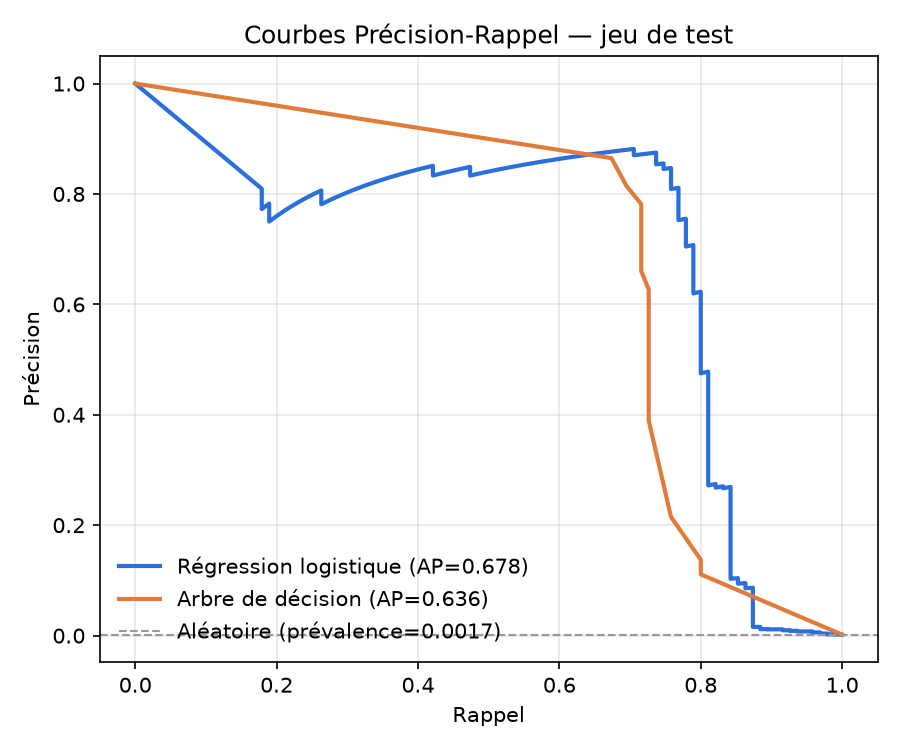 Courbes Précision-Rappel — jeu de test
Précision
1.0
0.8
0.6
0.4
0.2
0.0
Régression logistique (AP=0.678)
Arbre de décision (AP=0.636)
Aléatoire (prévalence=0.0017)
0.0 0.2 0.4 0.6 0.8 1.0
Rappel